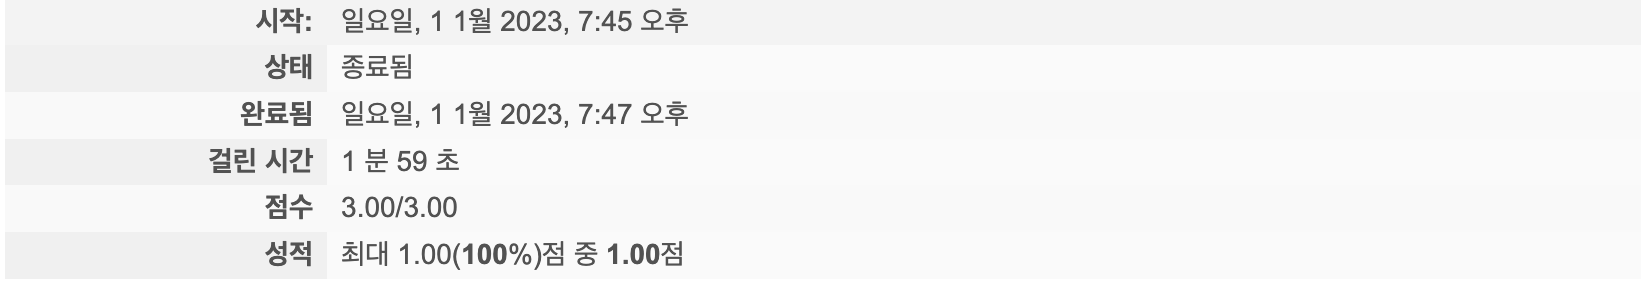 시작: 일요일, 1 1월 2023, 7:45 오후
상태 종료됨
완료됨 일요일, 1 1월 2023, 7:47 오후
걸린 시간 1 분 59 초
점수 3.00/3.00
성적 최대 1.00(100%)점 중 1.00점